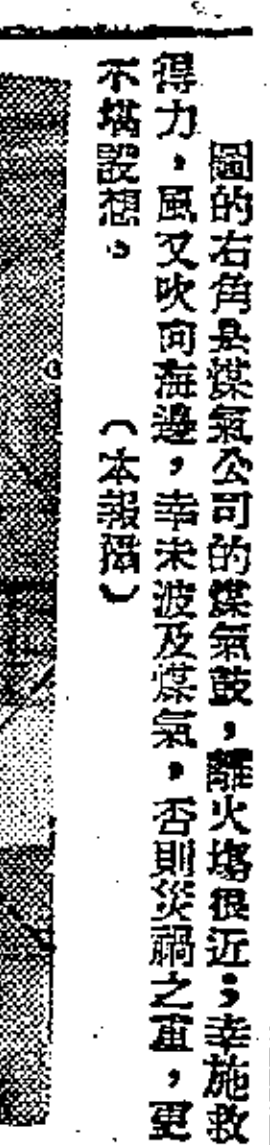 圖的右角是煤氣公司的煤氣鼓，離火塲很近；幸施救
得力，風又吹向海邊，幸未波及煤氣，否則災禍之重，更
不堪設想。　（本報攝）